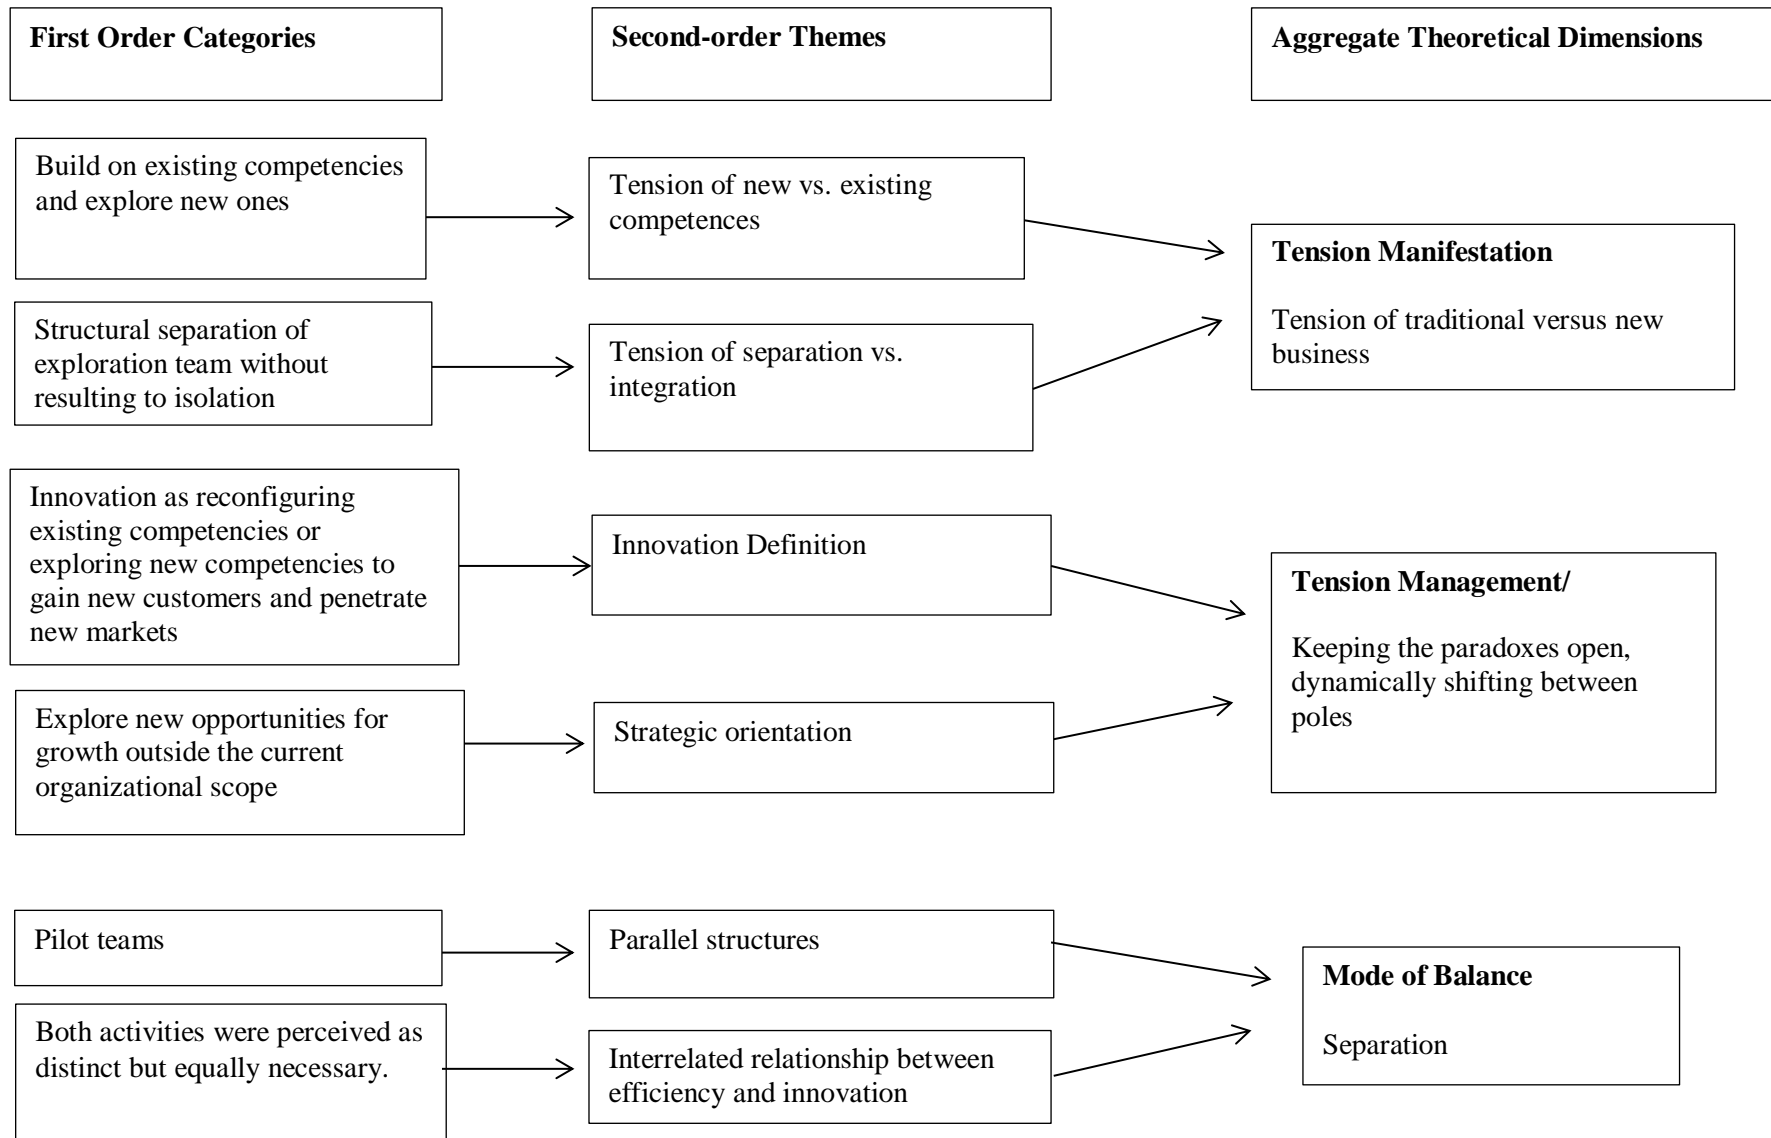 First Order Categories
Second-order Themes
Aggregate Theoretical Dimensions
Build on existing competencies
and explore new ones
Tension of new vs. existing
competences
Tension Manifestation
Tension of traditional versus new
business
Structural separation of
exploration team without
resulting to isolation
Tension of separation vs.
integration
Innovation as reconfiguring
existing competencies or
exploring new competencies to
gain new customers and penetrate
new markets
Innovation Definition
Tension Management/
Keeping the paradoxes open,
dynamically shifting between
poles
Explore new opportunities for
growth outside the current
organizational scope
Strategic orientation
Pilot teams
Parallel structures
Mode of Balance
Separation
Both activities were perceived as
distinct but equally necessary.
Interrelated relationship between
efficiency and innovation